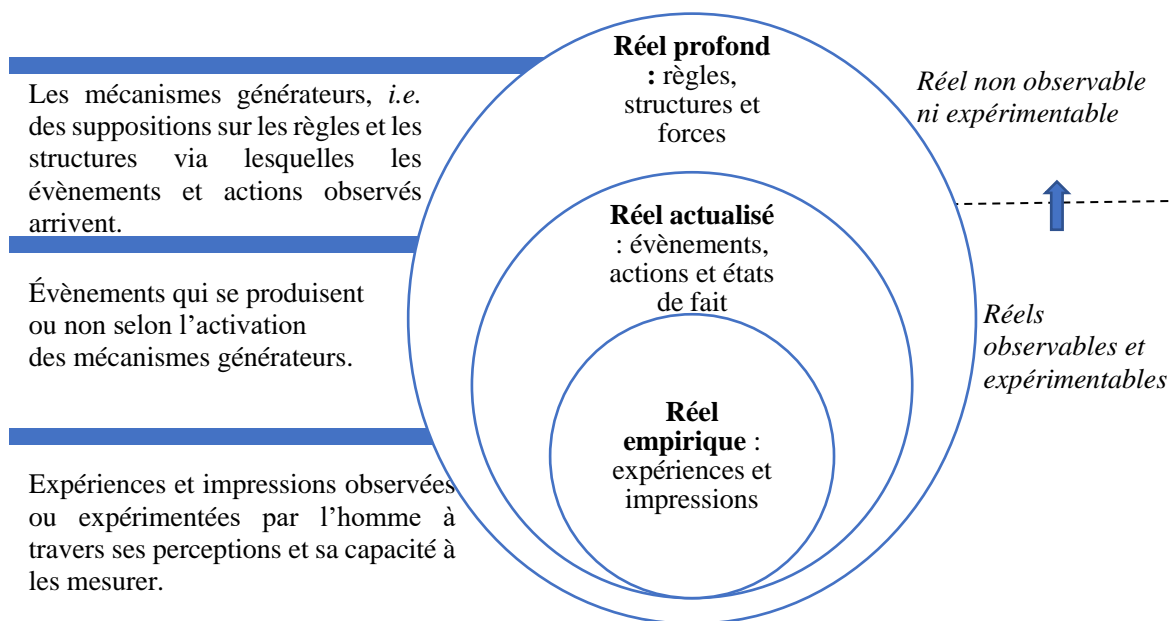 Réel profond
: règles,
structures et
forces
Réel non observable
ni expérimentable
Les mécanismes générateurs, i.e.
des suppositions sur les règles et les
structures via lesquelles les
évènements et actions observés
arrivent.
Réel actualisé
: évènements,
actions et états
de fait
Évènements qui se produisent
ou non selon l’activation
des mécanismes générateurs.
Réels
observables et
expérimentables
Réel
empirique :
expériences et
impressions
Expériences et impressions observées
ou expérimentées par l’homme à
travers ses perceptions et sa capacité à
les mesurer.